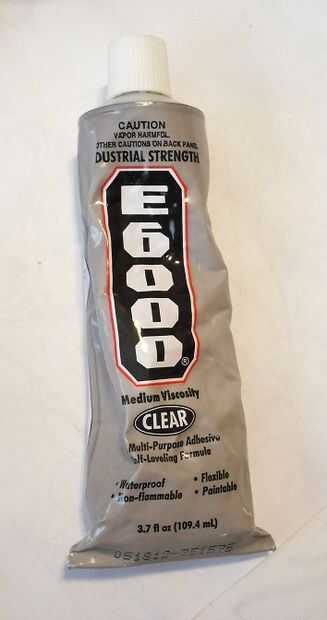 CAUTION
VAPOR HARMFUL.
OTHER CAUTIONS ON BACK PANEL.
DUSTRIAL STRENGTH
E6000®
Medium Viscosity
CLEAR
Multi-Purpose Adhesive
lf-Leveling Formula
• Waterproof • Flexible
• Non-flammable • Paintable
3.7 fl oz (109.4 mL)